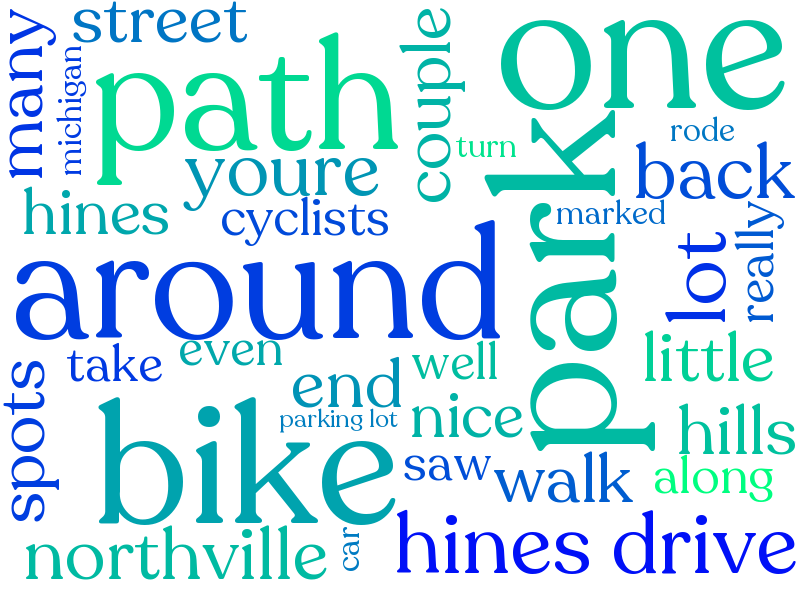 many
street
michigan
path
couple
one
turn
rode
youre
back
hines
cyclists
park
marked
around
lot
really
take
even
well
little
spots
end
parking lot
nice
bike
hills
saw
walk
along
northville
car
hines drive